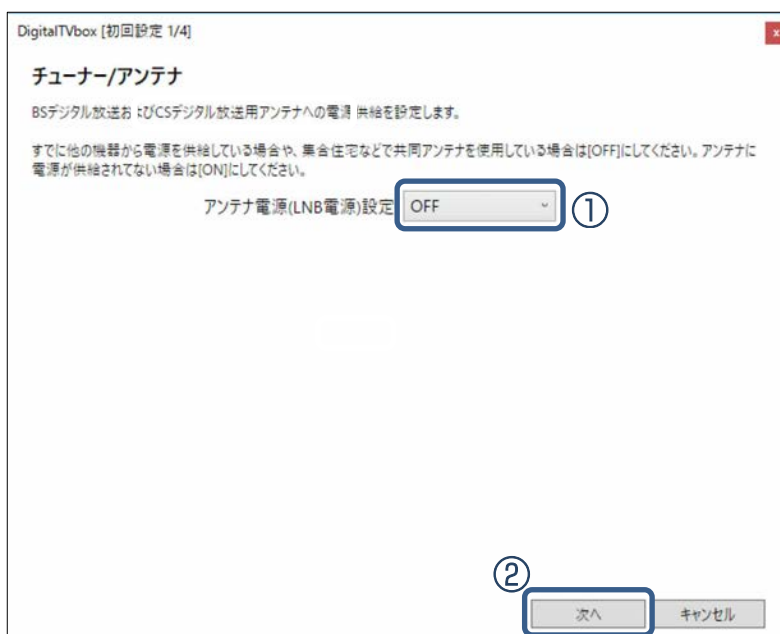 DigitalTVbox [初回設定 1/4]
x
チューナー/アンテナ
BSデジタル放送およびCSデジタル放送用アンテナへの電源供給を設定します。
すでに他の機器から電源を供給している場合や、集合住宅などで共同アンテナを使用している場合は[OFF]にしてください。アンテナに
電源が供給されてない場合は[ON]にしてください。
アンテナ電源(LNB電源)設定 OFF ①
②
次へ キャンセル